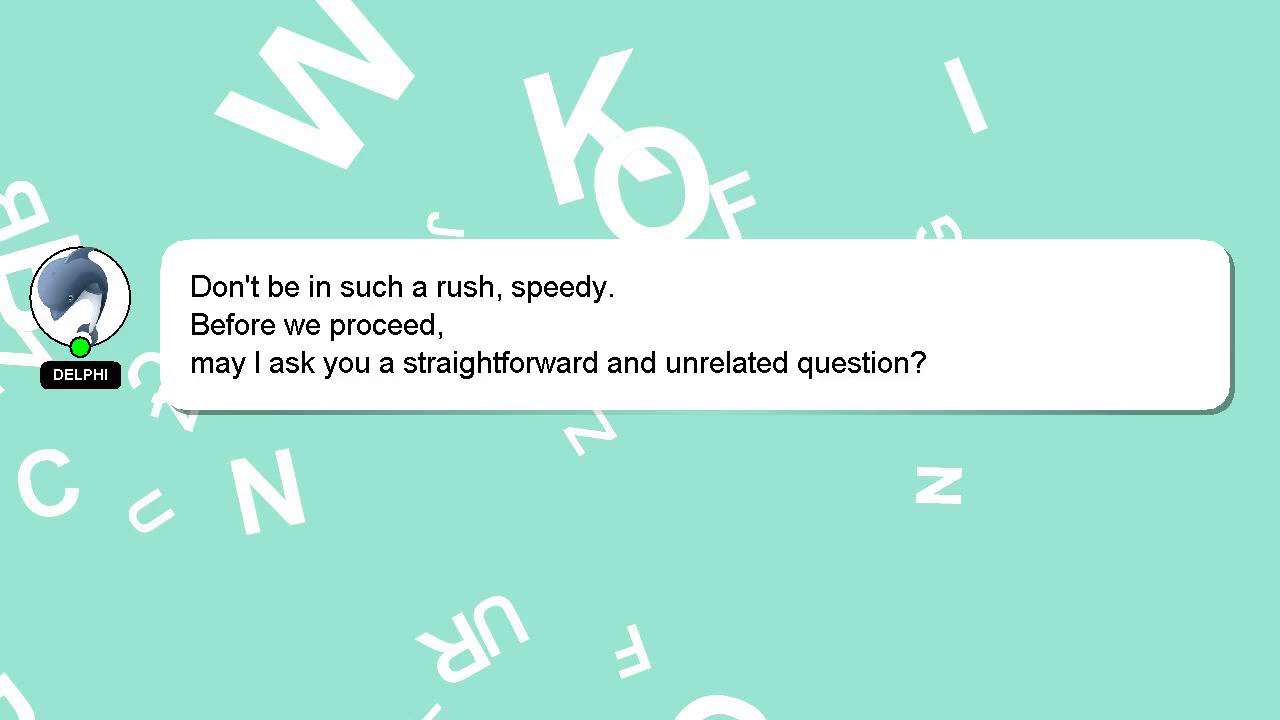 W
K
I
O
F
B
J
G
D
Don't be in such a rush, speedy.
Before we proceed,
may I ask you a straightforward and unrelated question?
DELPHI
C
Z
N
C
N
U
N
U
R
F